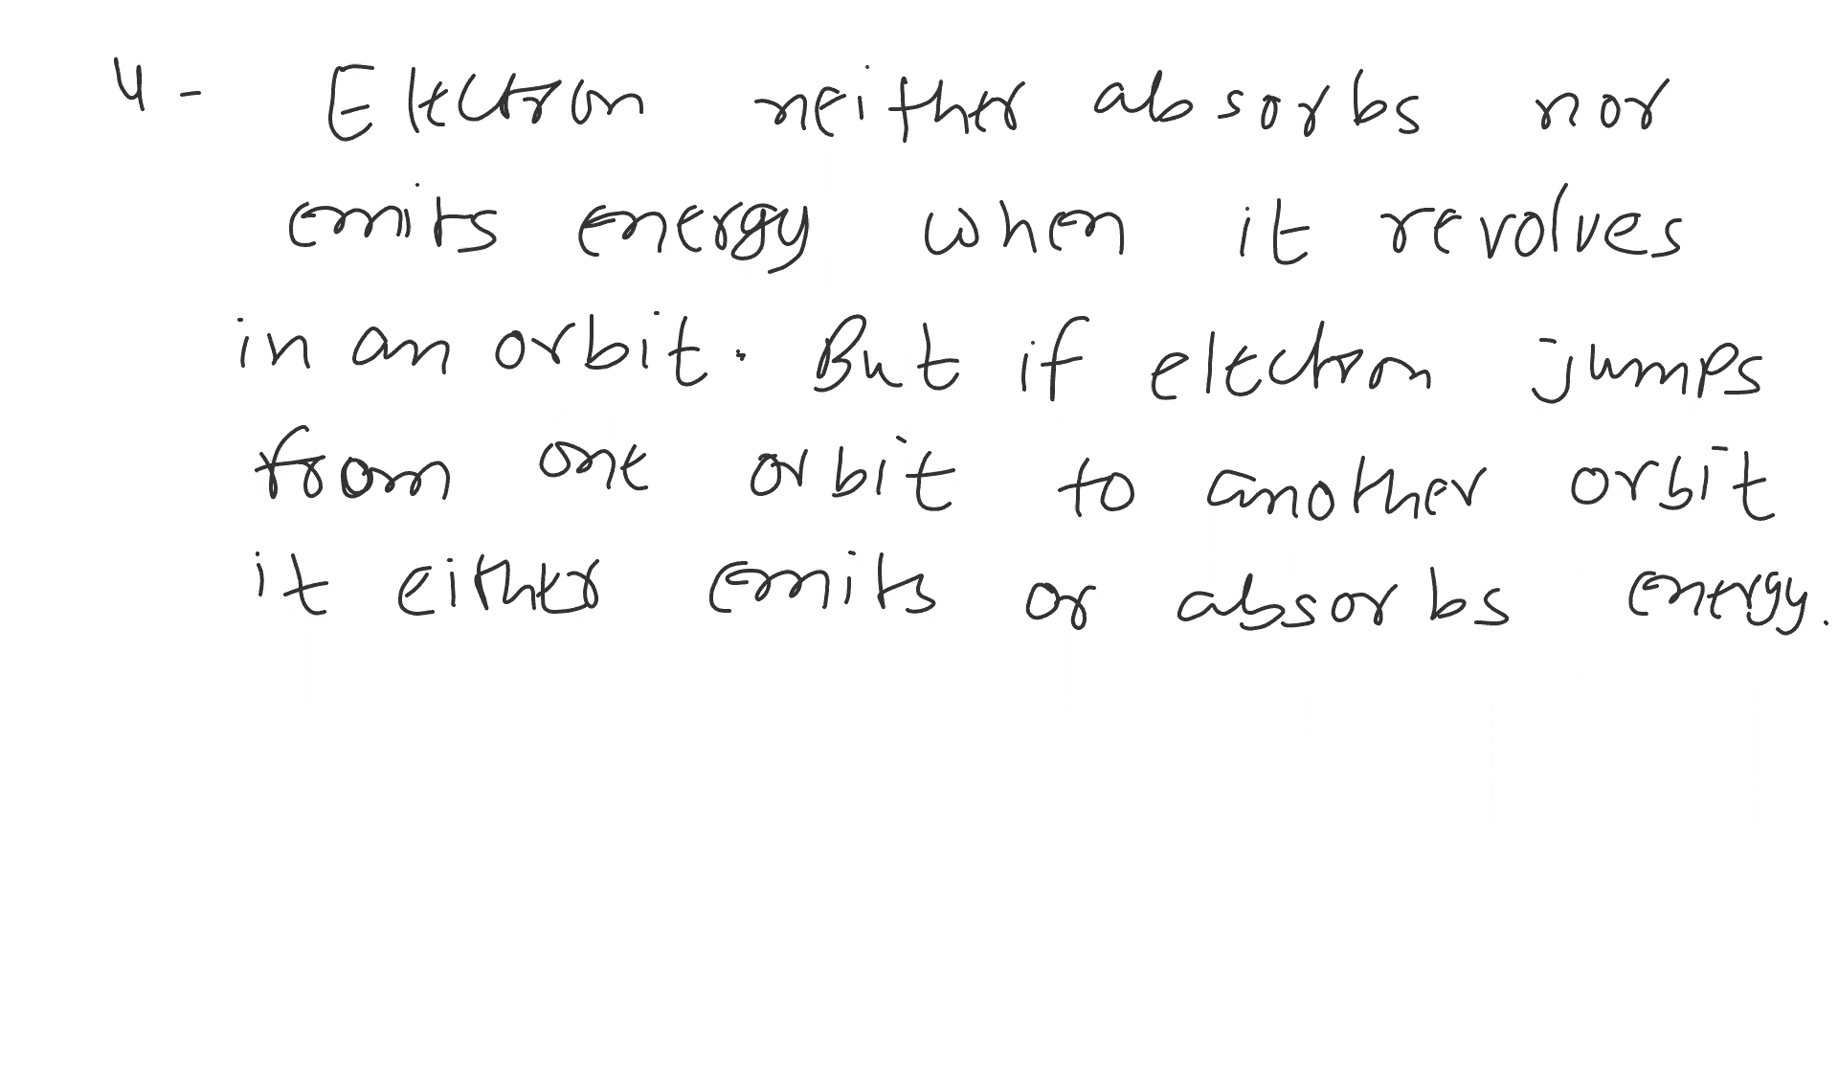 4 - Electron neither absorbs nor
emits energy when it revolves
in an orbit. But if electron jumps
from one orbit to another orbit
it either emits or absorbs energy.